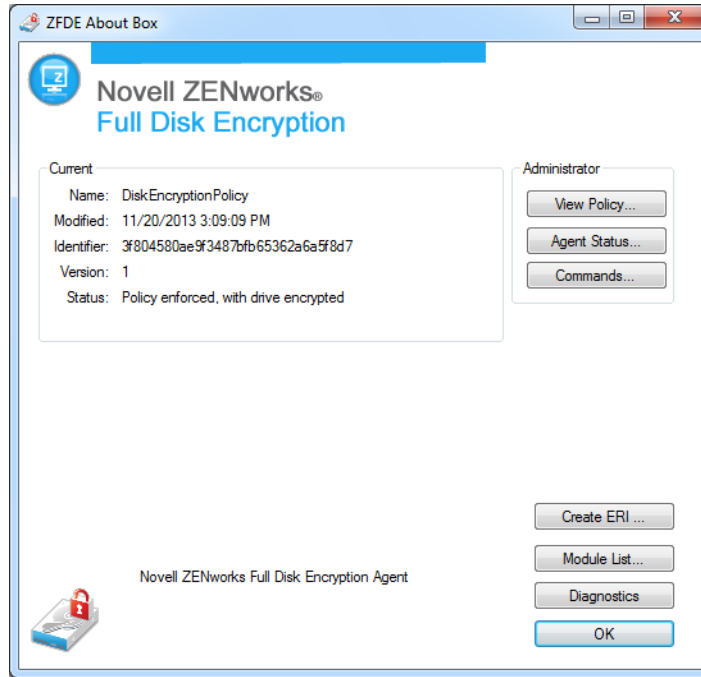 ZFDE About Box
Z
Novell ZENworks®
Full Disk Encryption
Current
Name: DiskEncryptionPolicy
Modified: 11/20/2013 3:09:09 PM
Identifier: 3f804580ae9f3487bfb65362a6a5f8d7
Version: 1
Status: Policy enforced, with drive encrypted
Administrator
View Policy...
Agent Status...
Commands...
Create ERI ...
Module List...
Novell ZENworks Full Disk Encryption Agent
Diagnostics
OK